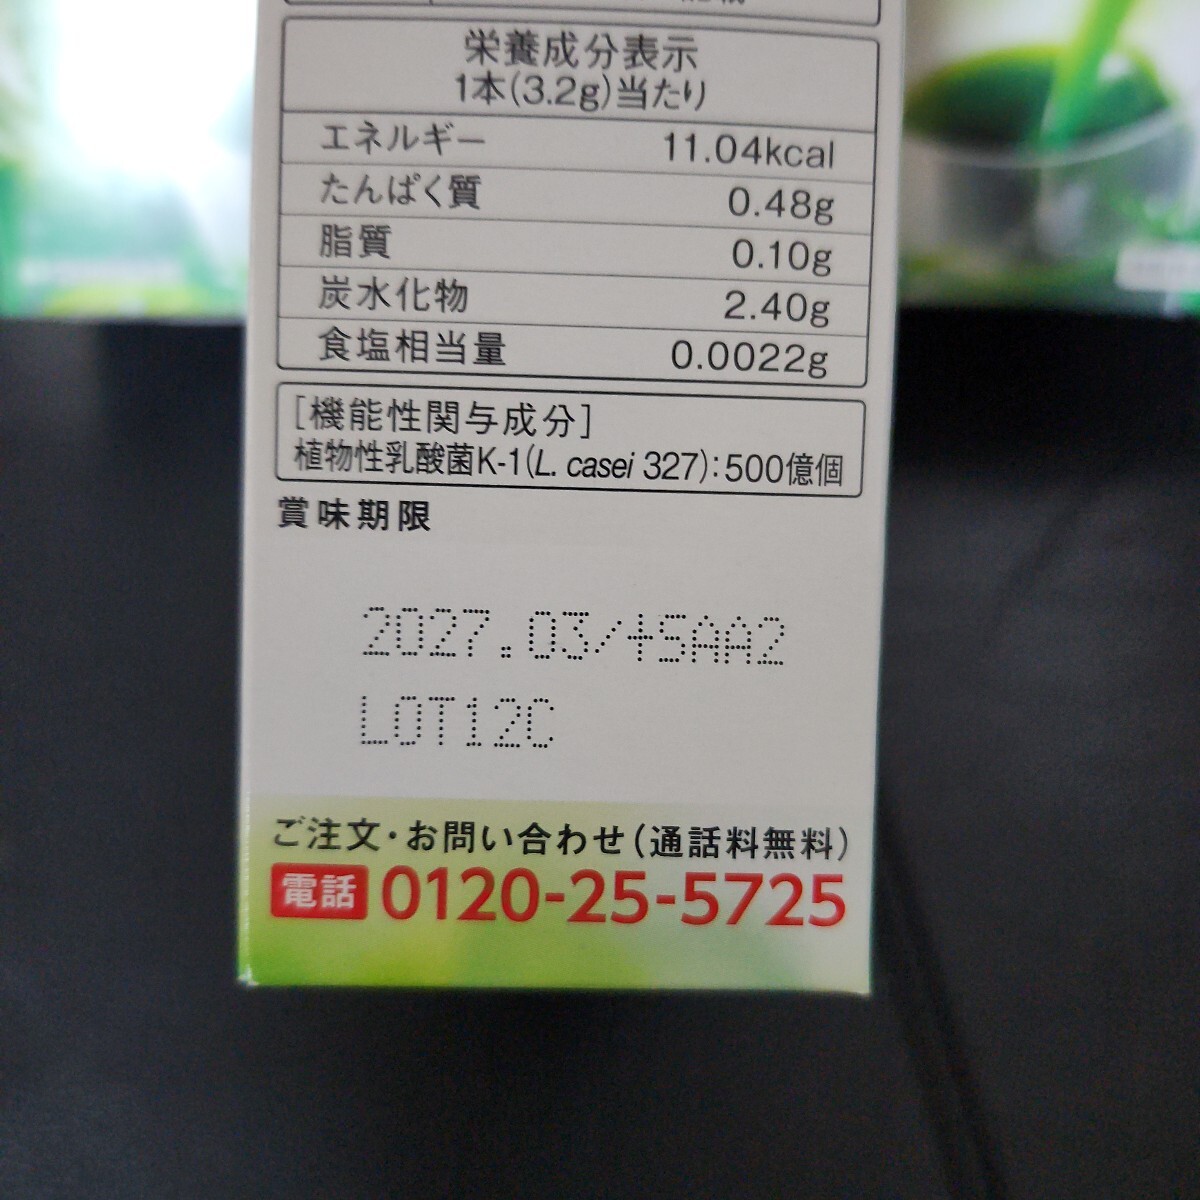 栄養成分表示
1本(3.2g)当たり
エネルギー 11.04kcal
たんぱく質 0.48g
脂質 0.10g
炭水化物 2.40g
食塩相当量 0.0022g
[機能性関与成分]
植物性乳酸菌K-1(L. casei 327):500億個
賞味期限
2027.03/+SAA2
LOT12C
ご注文・お問い合わせ(通話料無料)
電話 0120-25-5725